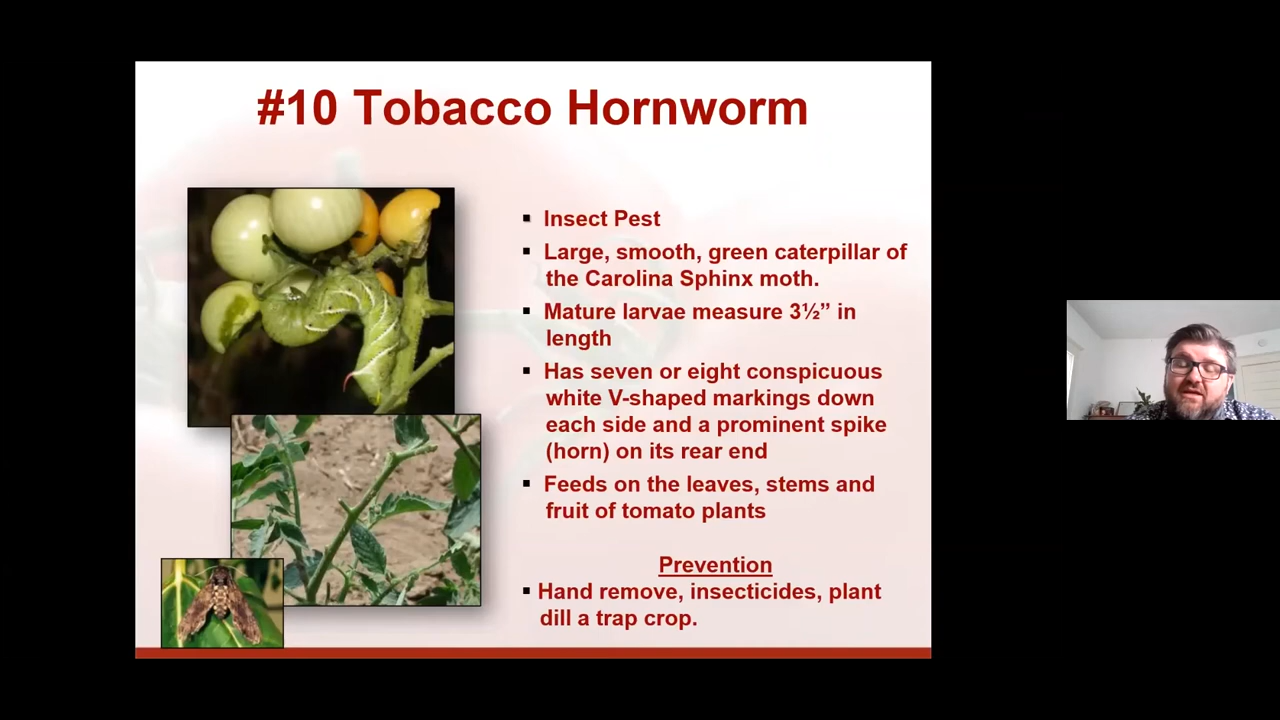 #10 Tobacco Hornworm
▪ Insect Pest
▪ Large, smooth, green caterpillar of
the Carolina Sphinx moth.
▪ Mature larvae measure 3½” in
length
▪ Has seven or eight conspicuous
white V-shaped markings down
each side and a prominent spike
(horn) on its rear end
▪ Feeds on the leaves, stems and
fruit of tomato plants
Prevention
▪ Hand remove, insecticides, plant
dill a trap crop.